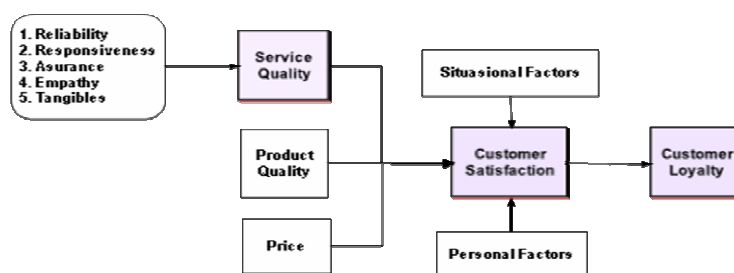 1. Reliability
2. Responsiveness
3. Asurance
4. Empathy
5. Tangibles
Service
Quality
Product
Quality
Price
Situasional Factors
Customer
Satisfaction
Personal Factors
Customer
Loyalty